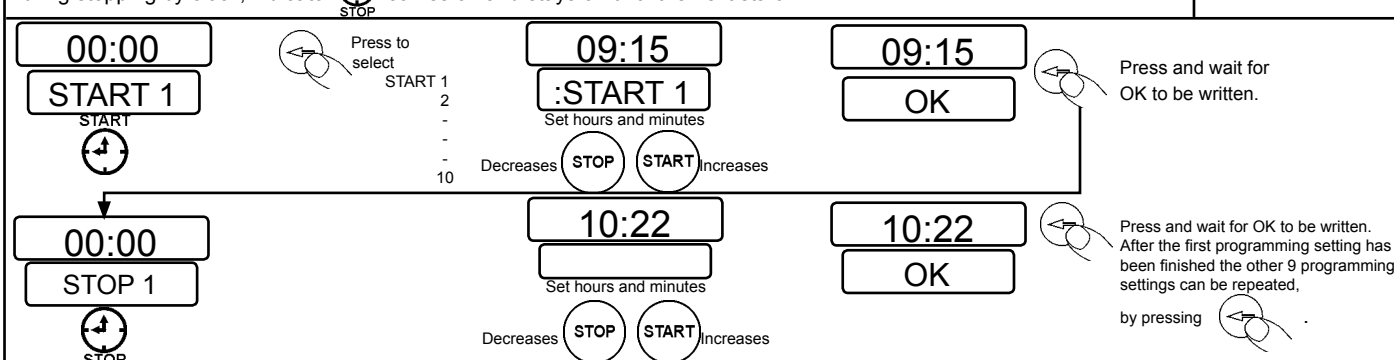 STOP
00:00
START 1
START
Press to
select
START 1
2
-
-
-
10
09:15
:START 1
Set hours and minutes
Decreases STOP START Increases
09:15
OK
Press and wait for
OK to be written.
00:00
STOP 1
STOP
10:22
Set hours and minutes
Decreases STOP START Increases
10:22
OK
Press and wait for OK to be written.
After the first programming setting has
been finished the other 9 programming
settings can be repeated,
by pressing .